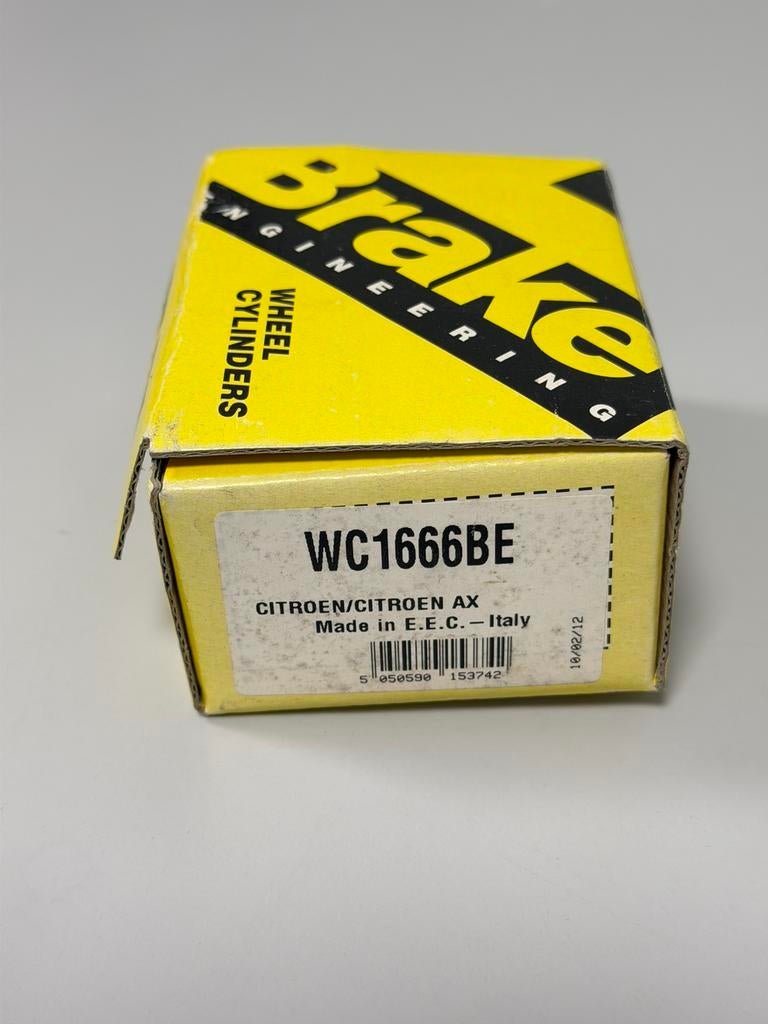 Brake
ENGINEERING
WHEEL
CYLINDERS
WC1666BE
CITROEN/CITROEN AX
Made in E.E.C. – Italy
5 050590 153742
10/02/12